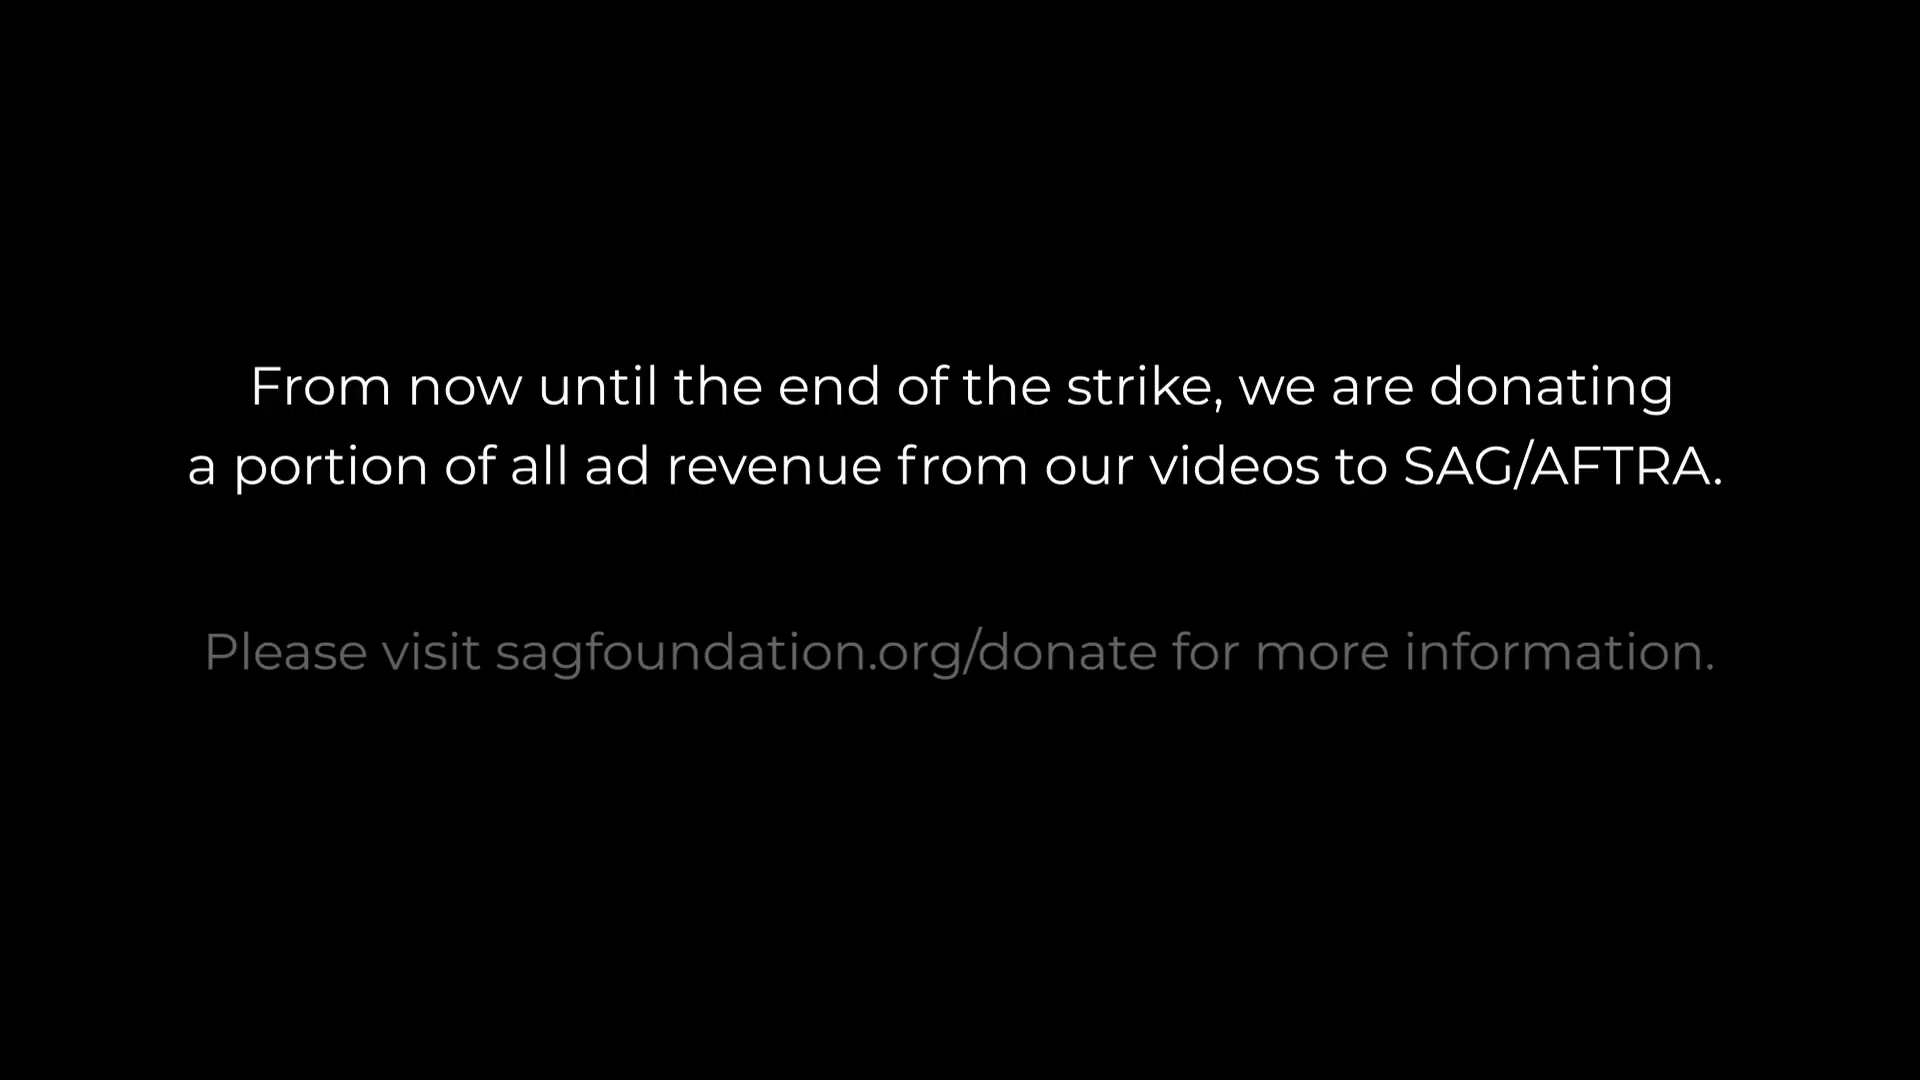 From now until the end of the strike, we are donating
a portion of all ad revenue from our videos to SAG/AFTRA.
Please visit sagfoundation.org/donate for more information.